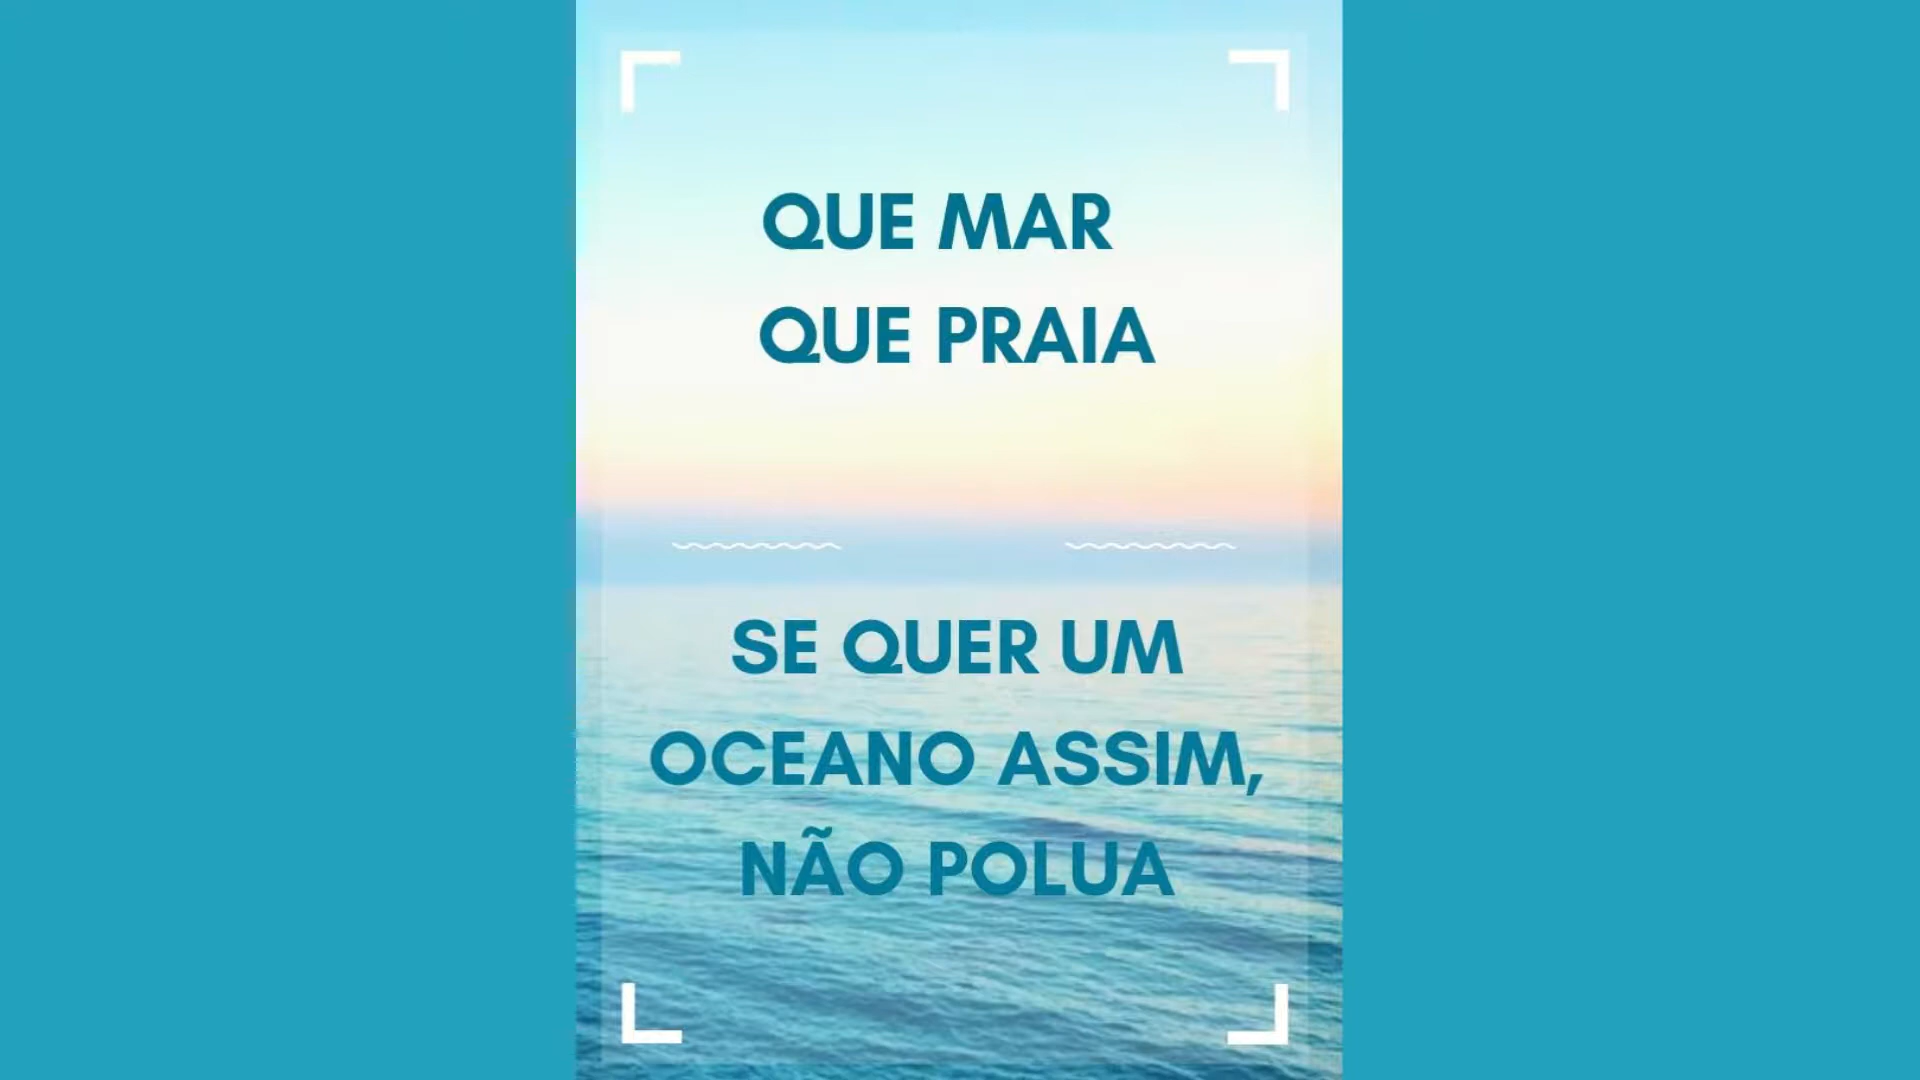 QUE MAR
QUE PRAIA
SE QUER UM
OCEANO ASSIM,
NÃO POLUA